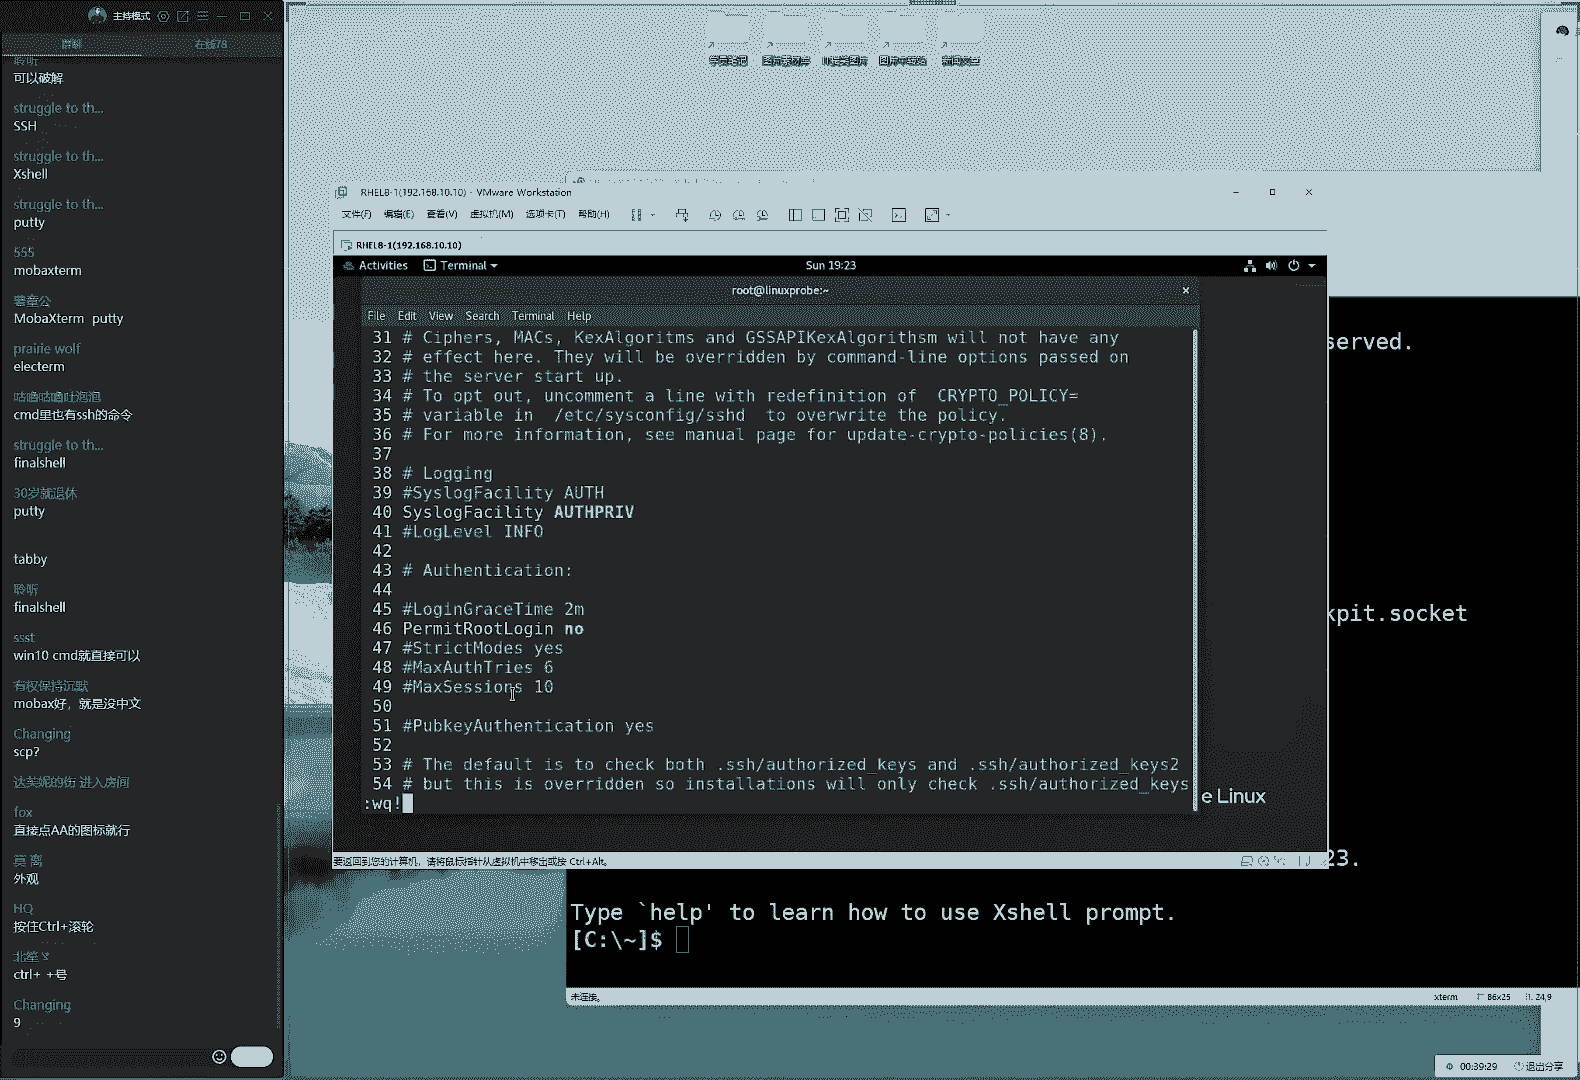 主持模式
群聊
在线78
聆听
可以破解
struggle to th...
SSH
struggle to th...
Xshell
struggle to th...
putty
555
mobaxterm
MobaXterm putty
prairie wolf
electerm
咕噜咕噜吐泡泡
cmd里也有ssh的命令
struggle to th...
finalshell
30岁就退休
putty
tabby
聆听
finalshell
ssst
win10 cmd就直接可以
有权保持沉默
mobax好，就是没中文
Changing
scp?
达芙妮的伤 进入房间
fox
直接点AA的图标就行
莫 离
外观
HQ
按住Ctrl+滚轮
ctrl+ +号
Changing
9
RHEL8-1(192.168.10.10) - VMware Workstation
文件(F) 编辑(E) 查看(V) 虚拟机(M) 选项卡(T) 帮助(H)
RHEL8-1(192.168.10.10)
Activities Terminal Sun 19:23
root@linuxprobe:~
File Edit View Search Terminal Help
31 # Ciphers, MACs, KexAlgoritms and GSSAPIKexAlgorithsm will not have any
32 # effect here. They will be overridden by command-line options passed on
33 # the server start up.
34 # To opt out, uncomment a line with redefinition of CRYPTO_POLICY=
35 # variable in /etc/sysconfig/sshd to overwrite the policy.
36 # For more information, see manual page for update-crypto-policies(8).
37
38 # Logging
39 #SyslogFacility AUTH
40 SyslogFacility AUTHPRIV
41 #LogLevel INFO
42
43 # Authentication:
44
45 #LoginGraceTime 2m
46 PermitRootLogin no
47 #StrictModes yes
48 #MaxAuthTries 6
49 #MaxSessions 10
50
51 #PubkeyAuthentication yes
52
53 # The default is to check both .ssh/authorized_keys and .ssh/authorized_keys2
54 # but this is overridden so installations will only check .ssh/authorized_keys
:wq!
e Linux
要返回到您的计算机，请将鼠标指针从虚拟机中移出或按 Ctrl+Alt。
served.
kpit.socket
23.
Type `help' to learn how to use Xshell prompt.
[C:\~]$
未连接。
xterm 86x25 24,9
00:39:29 退出分享